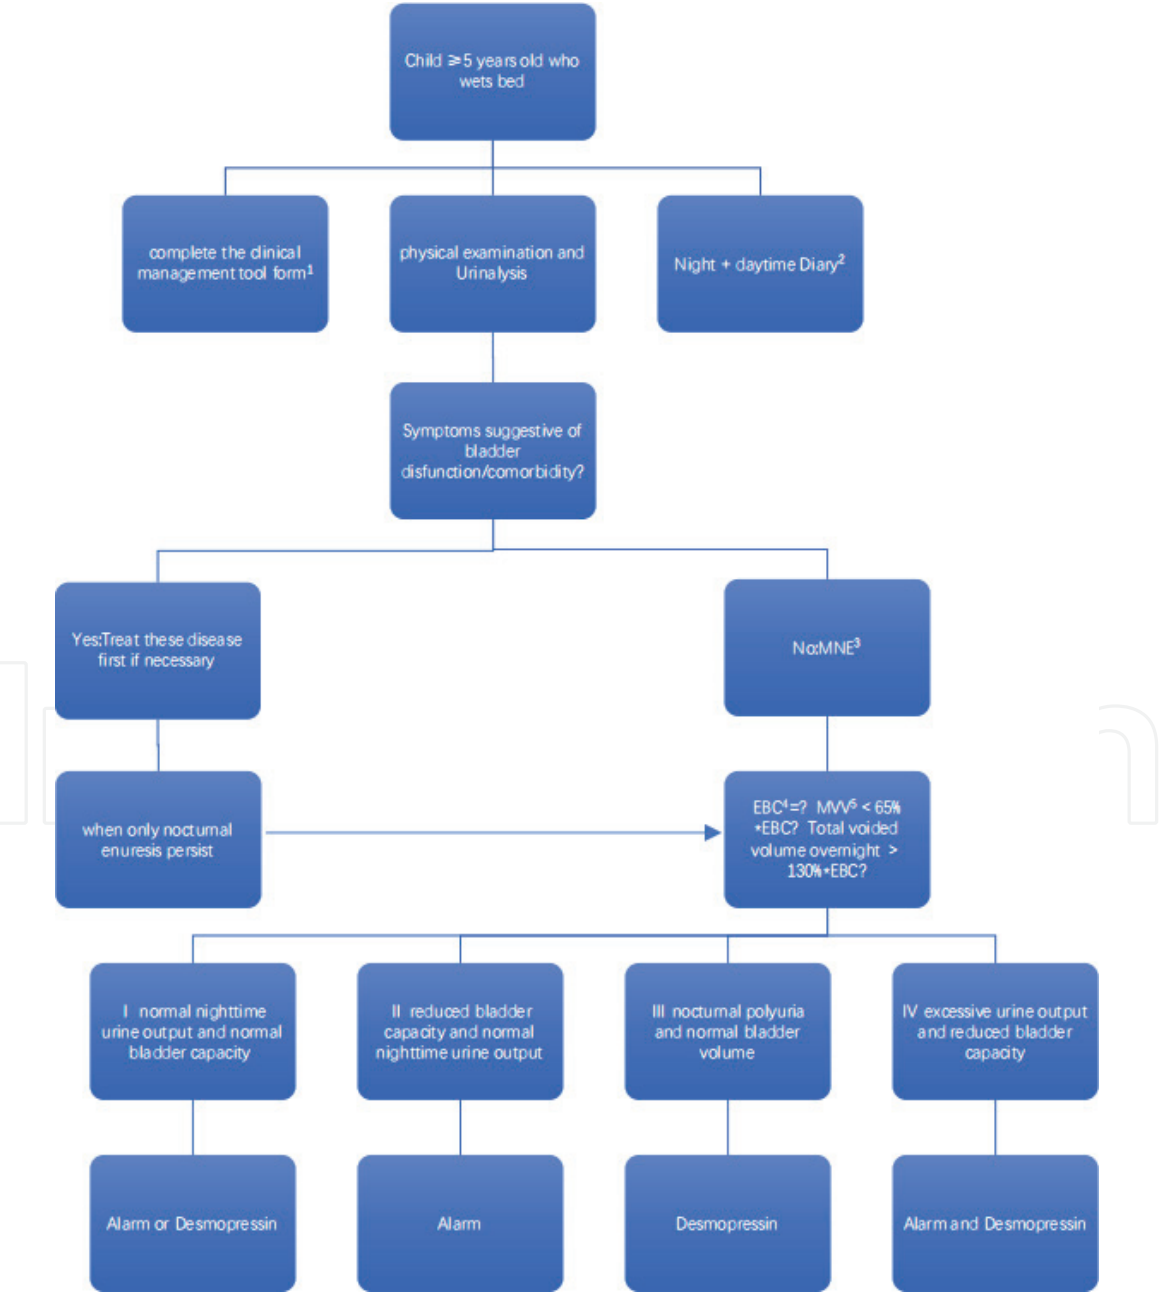 Child ⩾5 years old who
wets bed
complete the clinical
management tool form¹
physical examination and
Urinalysis
Night + daytime Diary²
Symptoms suggestive of
bladder
disfunction/comorbidity?
Yes:Treat these disease
first if necessary
No:MNE³
when only nocturnal
enuresis persist
EBC⁴=? MVV⁵ < 65%
*EBC? Total voided
volume overnight >
130%*EBC?
I normal nighttime
urine output and normal
bladder capacity
II reduced bladder
capacity and normal
nighttime urine output
III nocturnal polyuria
and normal bladder
volume
IV excessive urine output
and reduced bladder
capacity
Alarm or Desmopressin
Alarm
Desmopressin
Alarm and Desmopressin